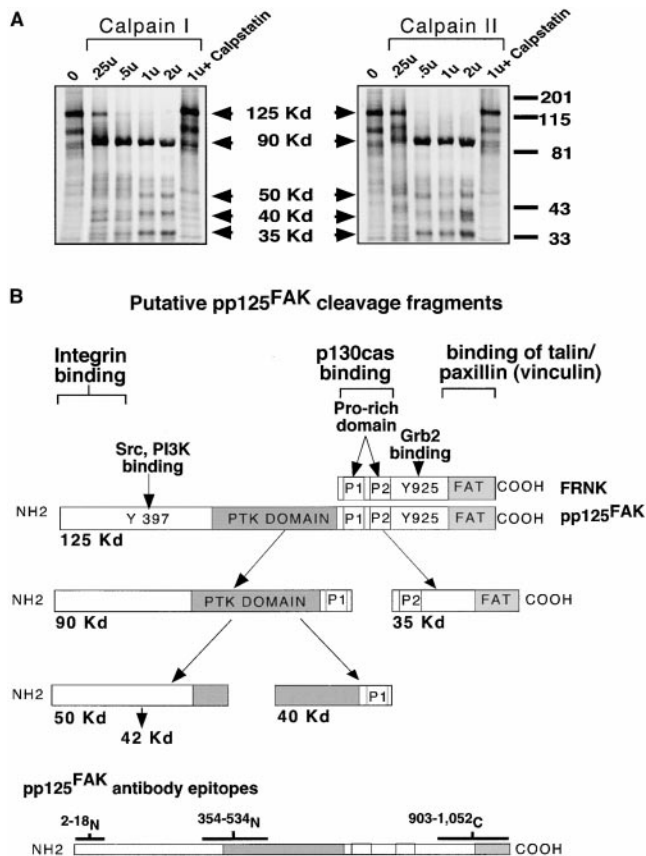 A
Calpain I
Calpain II
0 .25u .5u 1u 2u 1u+ Calpstatin
0 .25u .5u 1u 2u 1u+ Calpstatin
125 Kd
90 Kd
50 Kd
40 Kd
35 Kd
201
115
81
43
33
B
Putative pp125FAK cleavage fragments
Integrin
binding
p130cas
binding
binding of talin/
paxillin (vinculin)
Pro-rich
domain
Src, PI3K
binding
Grb2
binding
P1 P2 Y925 FAT COOH FRNK
NH2 Y 397 PTK DOMAIN P1 P2 Y925 FAT COOH pp125FAK
125 Kd
NH2 PTK DOMAIN P1 P2 FAT COOH
90 Kd 35 Kd
NH2 P1
50 Kd 40 Kd
42 Kd
pp125FAK antibody epitopes
2-18N 354-534N 903-1,052C
NH2 COOH